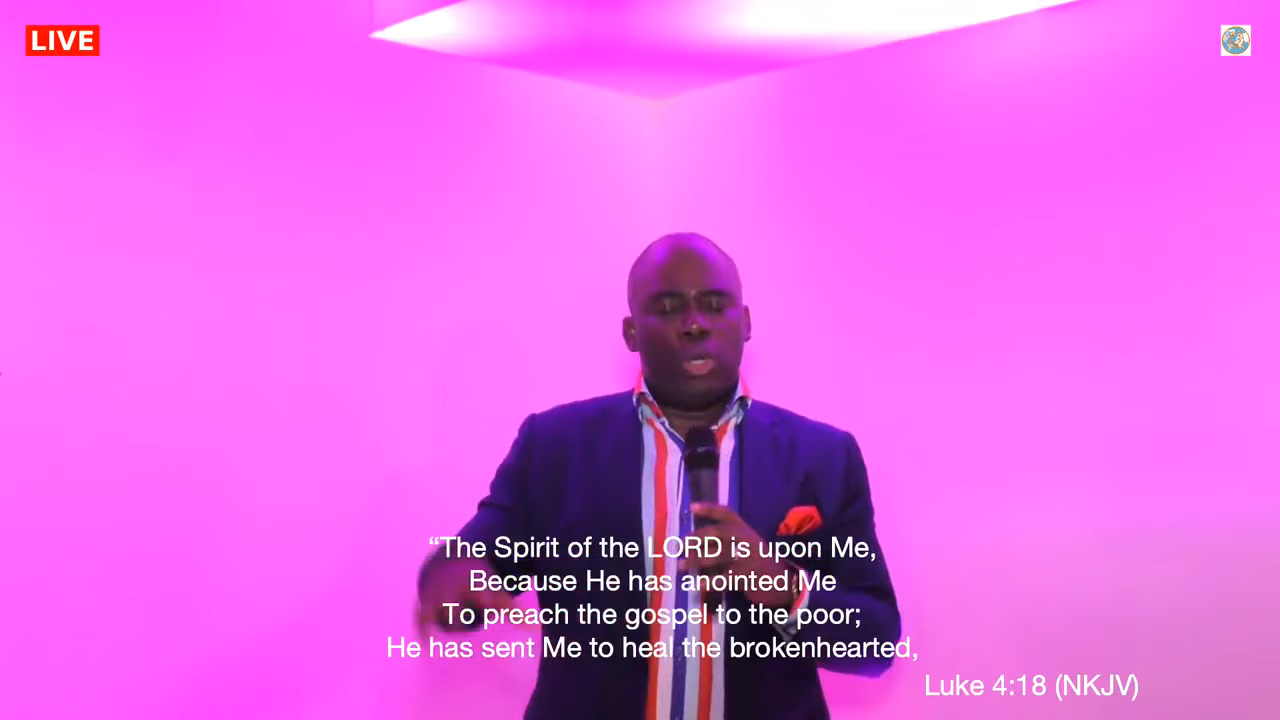 LIVE
“The Spirit of the LORD is upon Me,
Because He has anointed Me
To preach the gospel to the poor;
He has sent Me to heal the brokenhearted,
Luke 4:18 (NKJV)